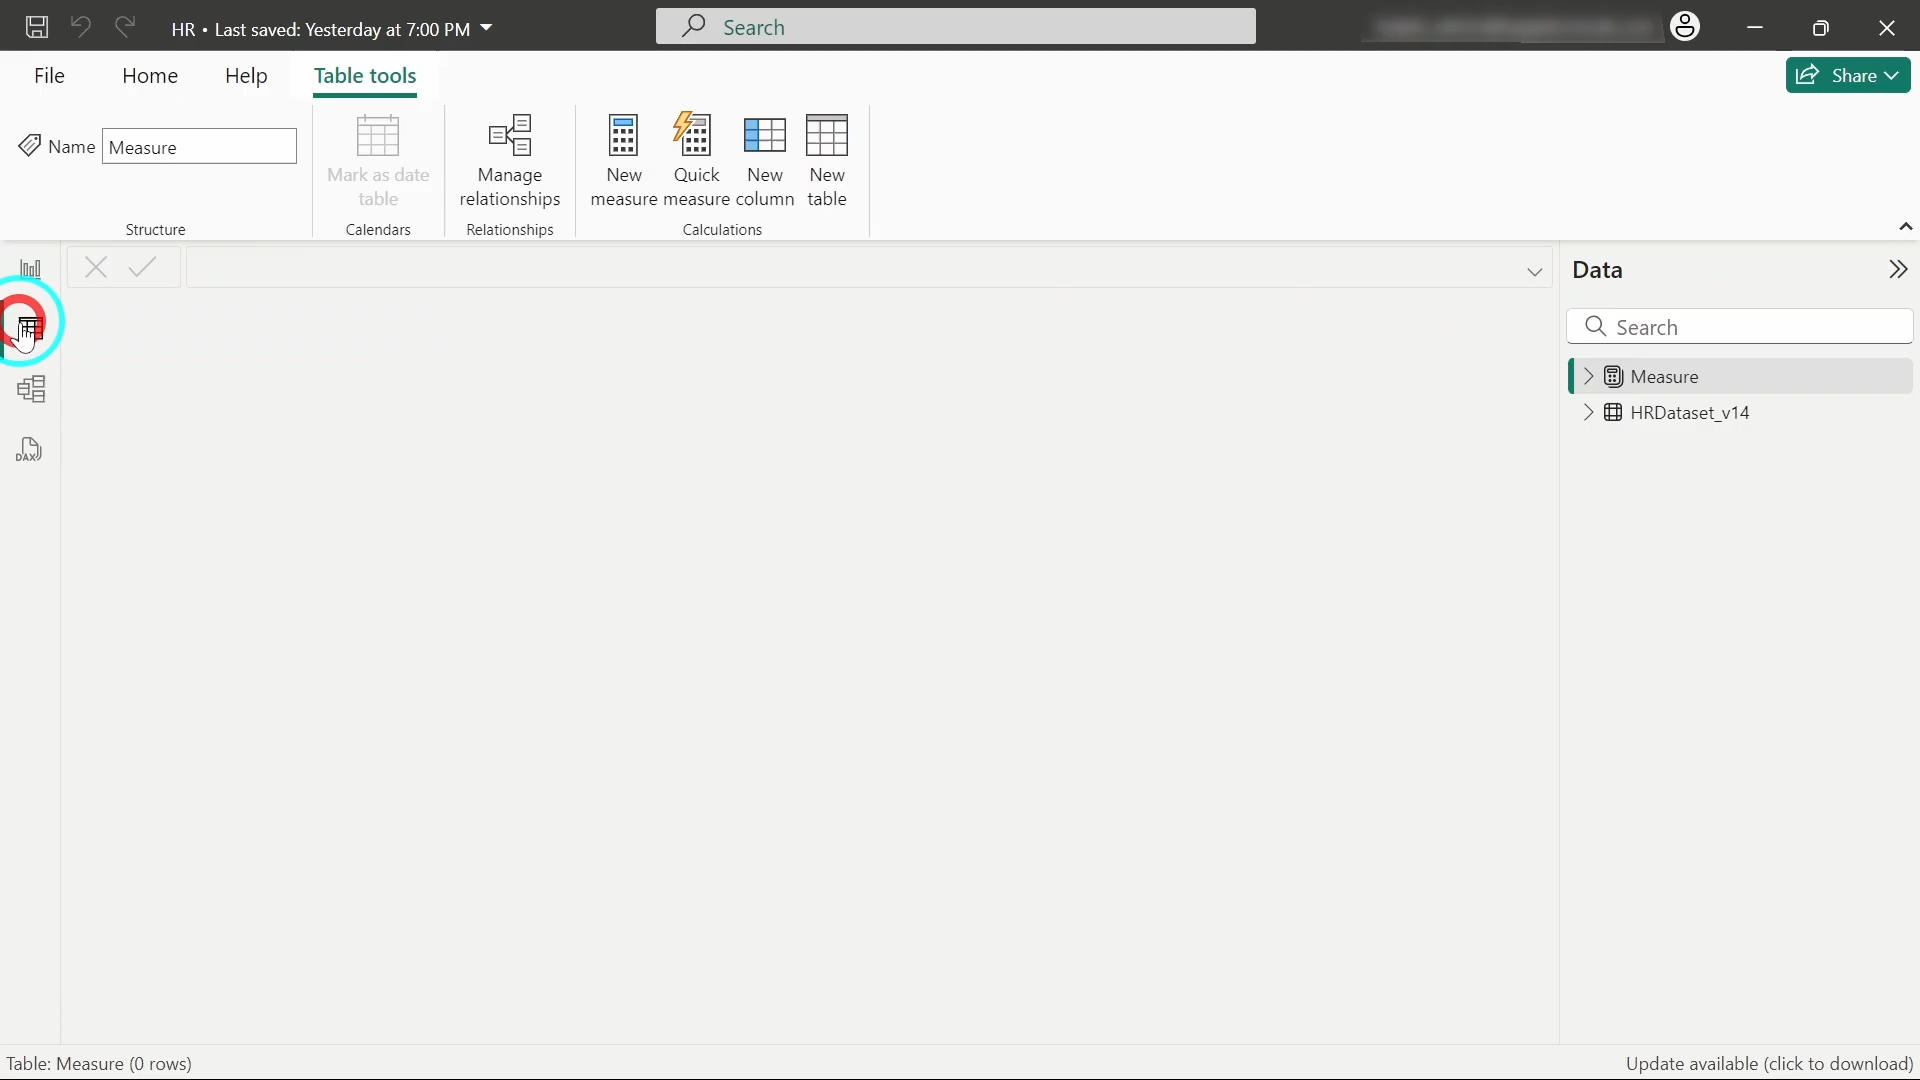 HR • Last saved: Yesterday at 7:00 PM
Search
File
Home
Help
Table tools
Share
Name
Measure
Structure
Mark as date
table
Calendars
Manage
relationships
Relationships
New
measure
Quick
measure
New
column
New
table
Calculations
DAX
Data
Search
Measure
HRDataset_v14
Table: Measure (0 rows)
Update available (click to download)